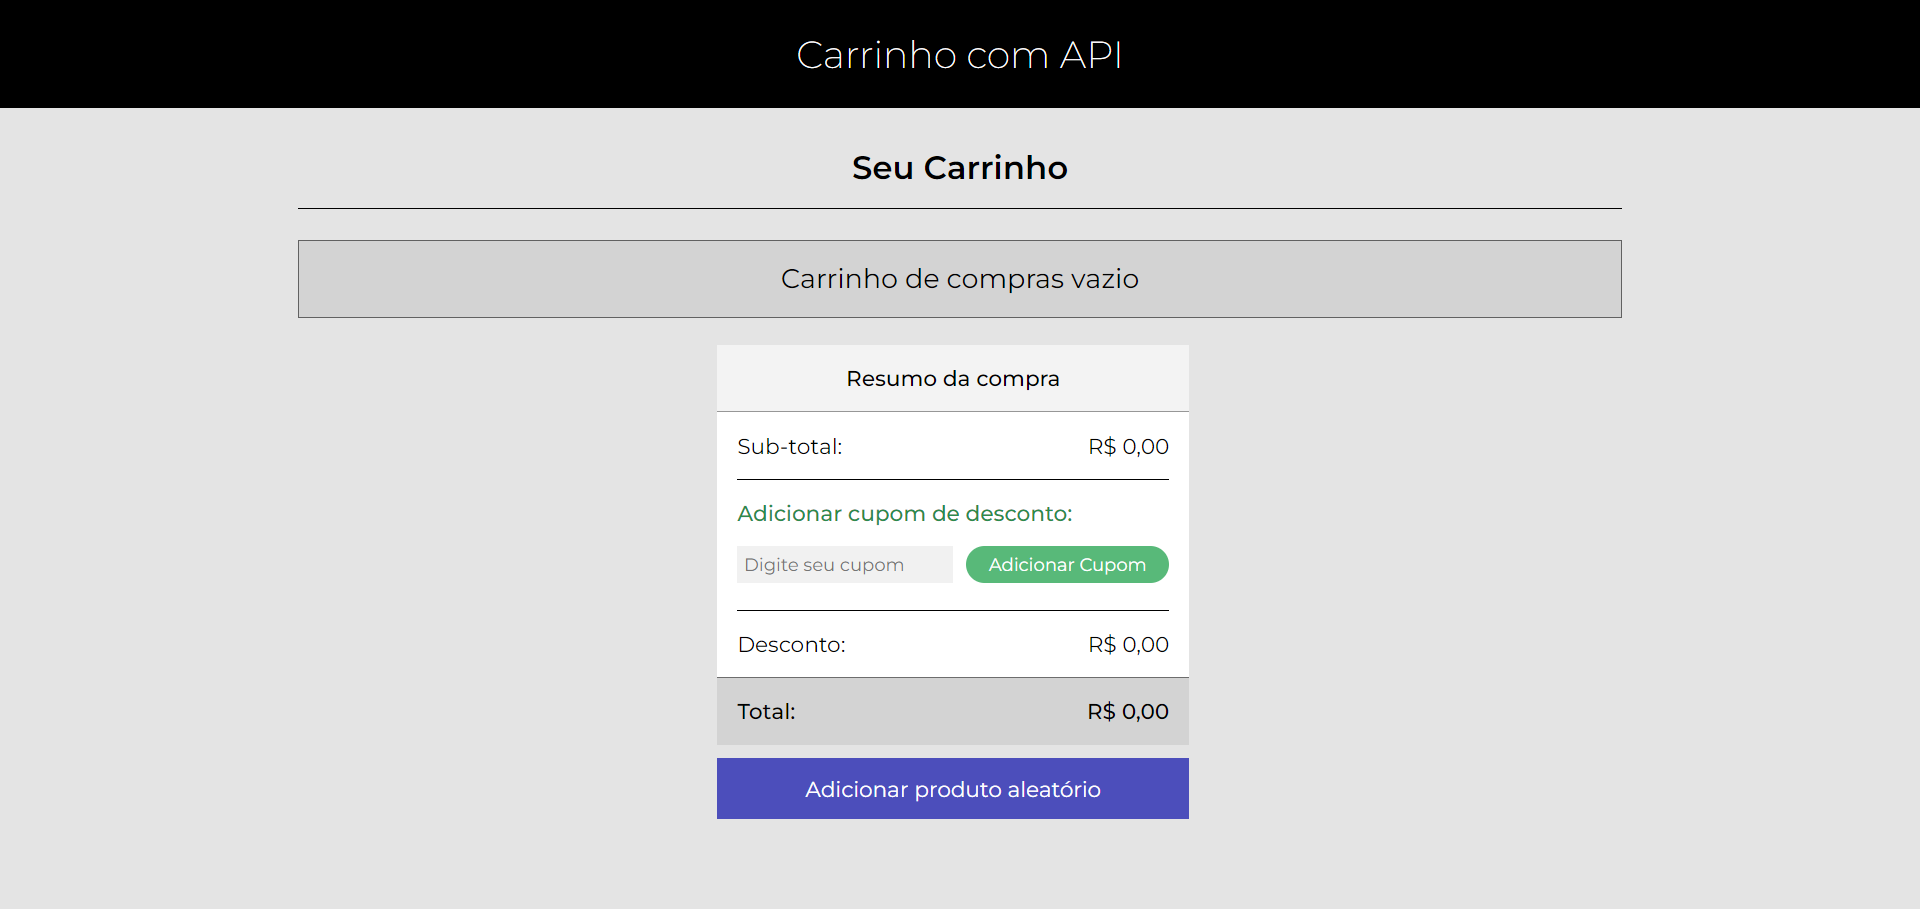 Carrinho com API
Seu Carrinho
Carrinho de compras vazio
Resumo da compra
Sub-total: R$ 0,00
Adicionar cupom de desconto:
Digite seu cupom Adicionar Cupom
Desconto: R$ 0,00
Total: R$ 0,00
Adicionar produto aleatório